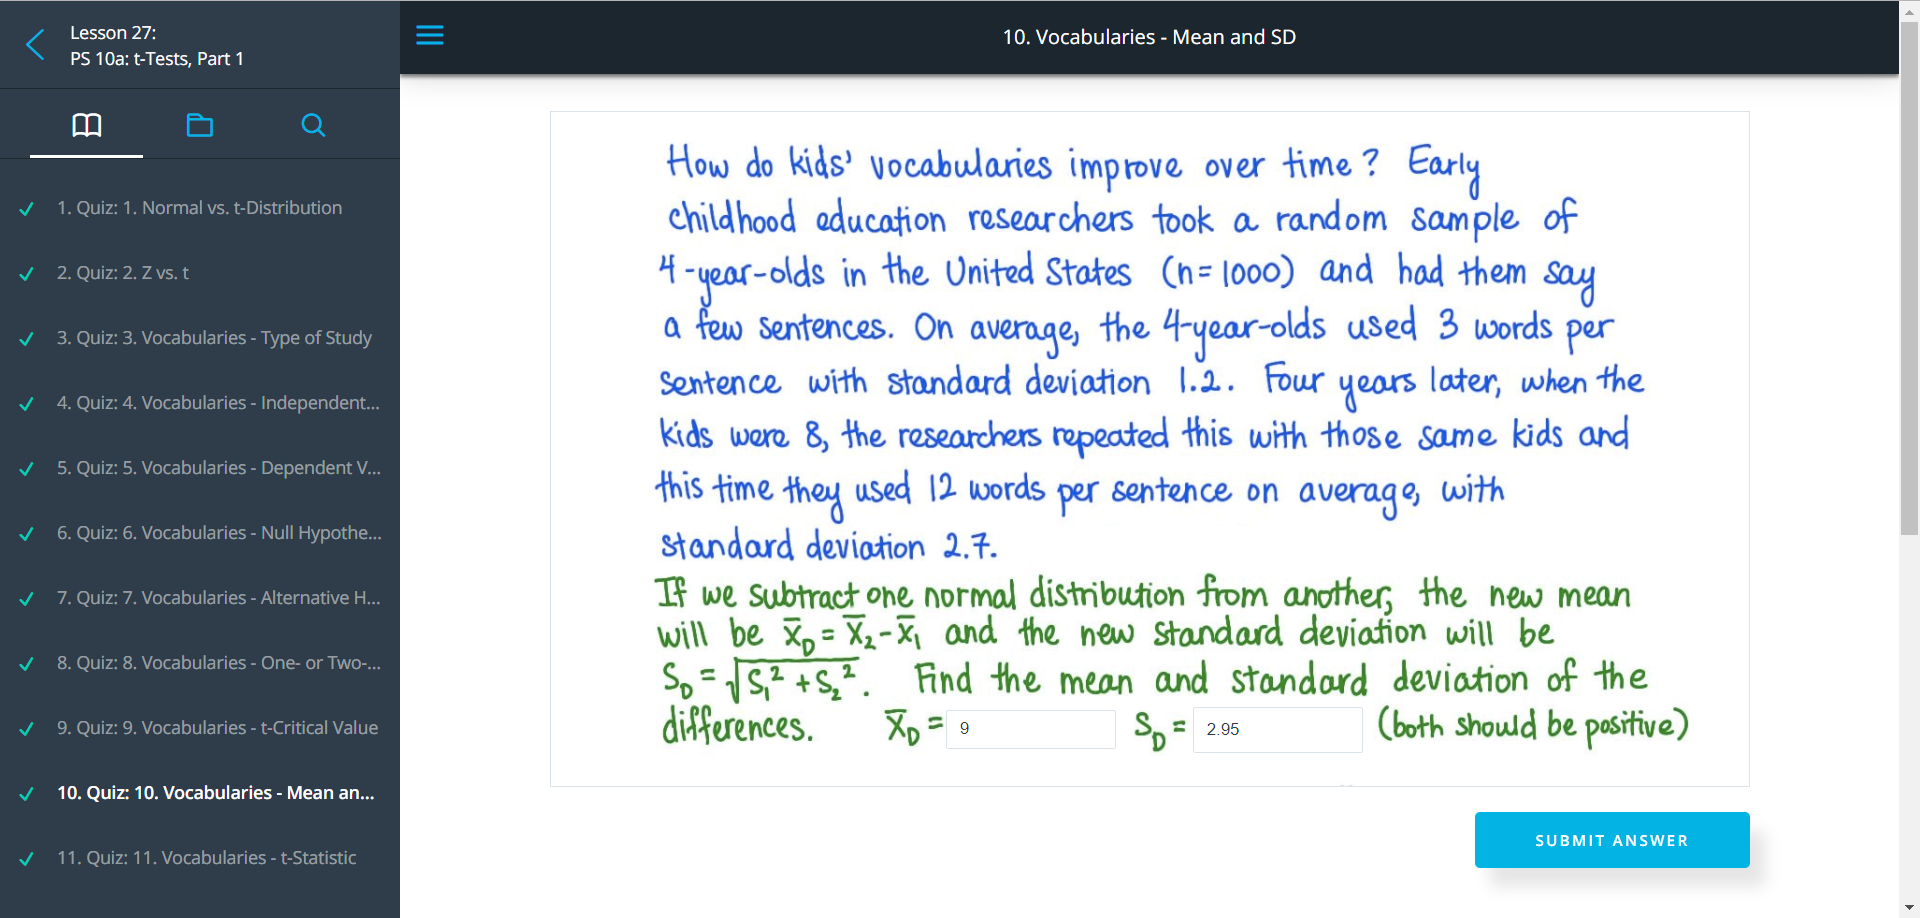 Lesson 27:
PS 10a: t-Tests, Part 1
1. Quiz: 1. Normal vs. t-Distribution
2. Quiz: 2. Z vs. t
3. Quiz: 3. Vocabularies - Type of Study
4. Quiz: 4. Vocabularies - Independent...
5. Quiz: 5. Vocabularies - Dependent V...
6. Quiz: 6. Vocabularies - Null Hypothe...
7. Quiz: 7. Vocabularies - Alternative H...
8. Quiz: 8. Vocabularies - One- or Two-...
9. Quiz: 9. Vocabularies - t-Critical Value
10. Quiz: 10. Vocabularies - Mean an...
11. Quiz: 11. Vocabularies - t-Statistic
10. Vocabularies - Mean and SD
How do kids' vocabularies improve over time? Early
childhood education researchers took a random sample of
4-year-olds in the United States (n=1000) and had them say
a few sentences. On average, the 4-year-olds used 3 words per
sentence with standard deviation 1.2. Four years later, when the
kids were 8, the researchers repeated this with those same kids and
this time they used 12 words per sentence on average, with
standard deviation 2.7.
If we subtract one normal distribution from another, the new mean
will be x̄_D = x̄₂-x̄₁ and the new standard deviation will be
S_D = √S₁² + S₂². Find the mean and standard deviation of the
differences. x̄_D = 9 S_D = 2.95 (both should be positive)
SUBMIT ANSWER